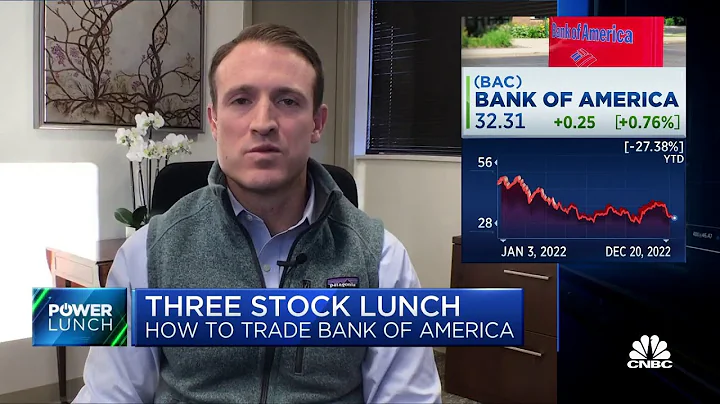 Bank of America
(BAC)
BANK OF AMERICA
32.31 +0.25 [+0.76%]
[-27.38%]
YTD
56
28
JAN 3, 2022 DEC 20, 2022
patagonia
POWER
LUNCH
THREE STOCK LUNCH
HOW TO TRADE BANK OF AMERICA
CNBC